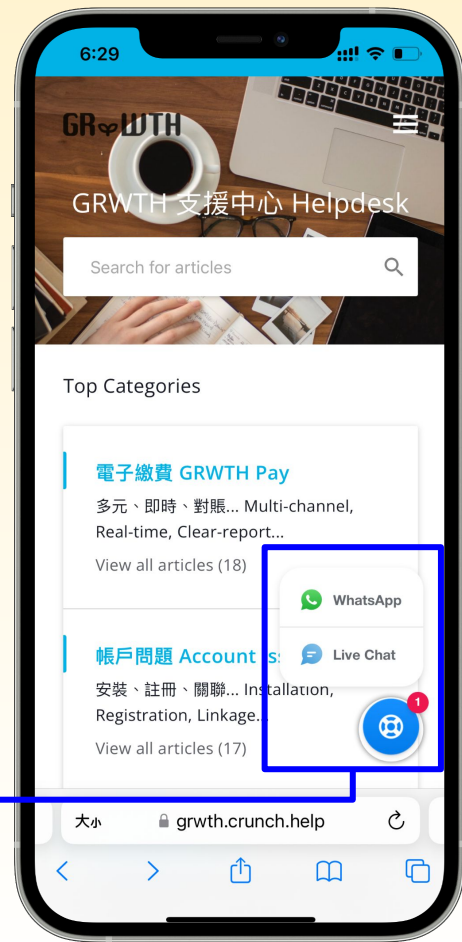 6:29
GRWTH
GRWTH 支援中心 Helpdesk
Search for articles
Top Categories
電子繳費 GRWTH Pay
多元、即時、對賬... Multi-channel,
Real-time, Clear-report...
View all articles (18)
WhatsApp
Live Chat
帳戶問題 Account
安裝、註冊、關聯... Installation,
Registration, Linkage...
1
View all articles (17)
大小
grwth.crunch.help